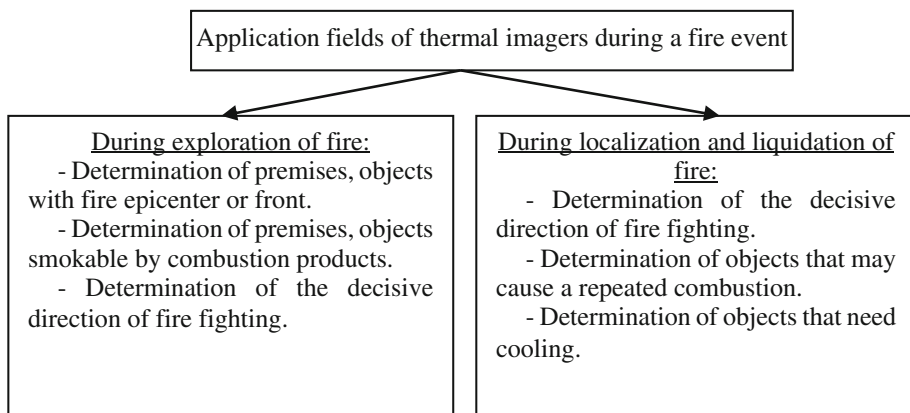 Application fields of thermal imagers during a fire event
During exploration of fire:
- Determination of premises, objects
with fire epicenter or front.
- Determination of premises, objects
smokable by combustion products.
- Determination of the decisive
direction of fire fighting.
During localization and liquidation of
fire:
- Determination of the decisive
direction of fire fighting.
- Determination of objects that may
cause a repeated combustion.
- Determination of objects that need
cooling.